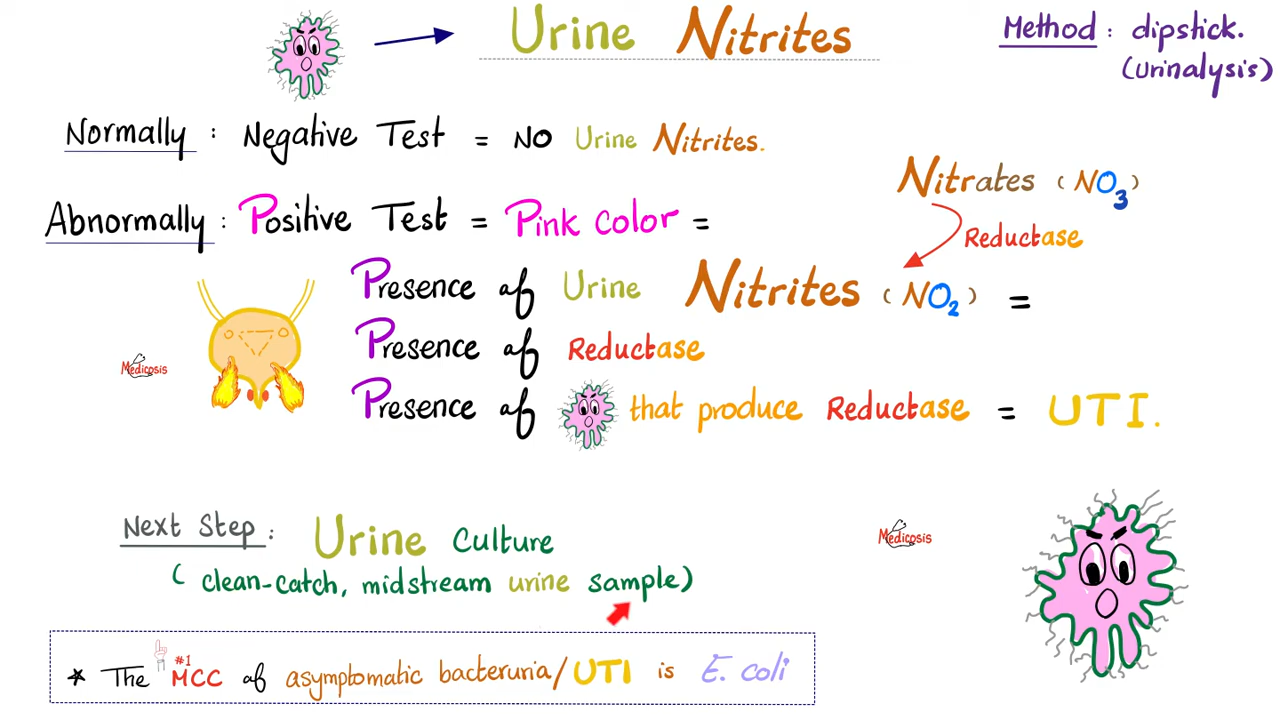 Urine Nitrites
Method: dipstick.
(urinalysis)
Normally: Negative Test = NO Urine Nitrites.
Nitrates (NO3)
Reductase
Abnormally: Positive Test = Pink color =
Presence of Urine Nitrites (NO2) =
Presence of Reductase
Medicosis
Presence of that produce Reductase = UTI.
Next Step: Urine Culture
(clean-catch, midstream urine sample)
Medicosis
#1
* The MCC of asymptomatic bacteruria/UTI is E. coli